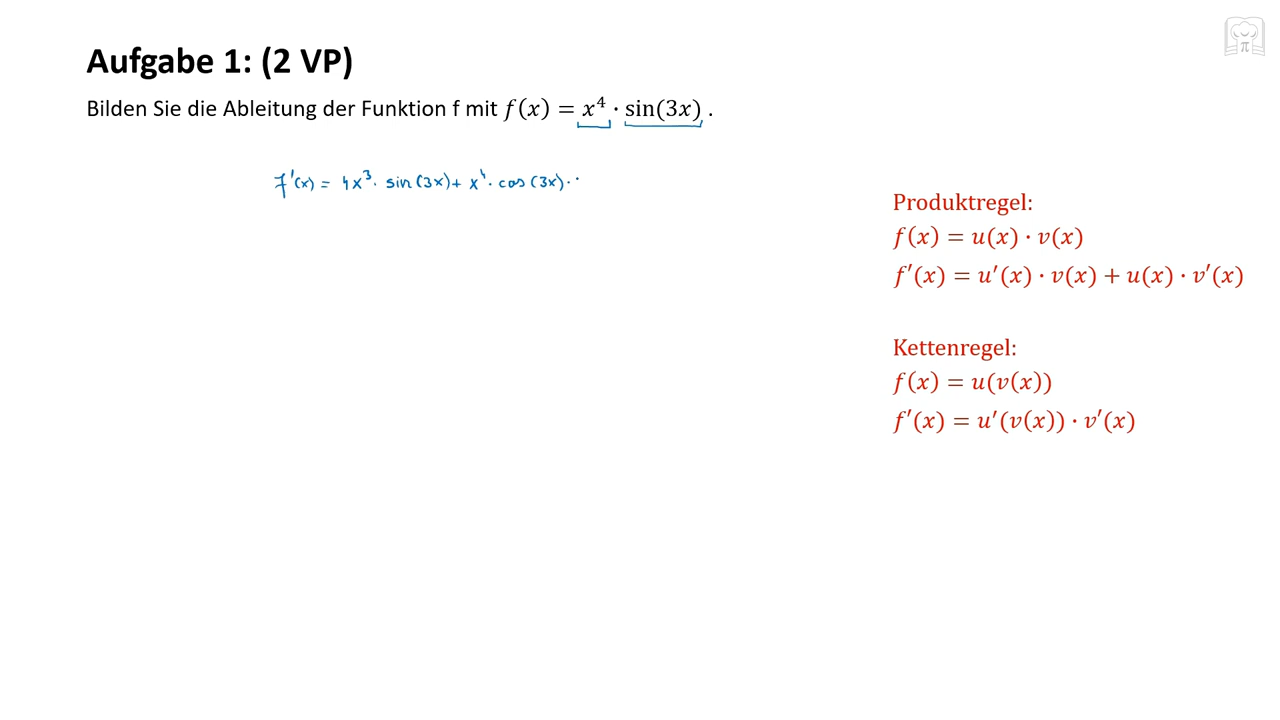 Aufgabe 1: (2 VP)
Bilden Sie die Ableitung der Funktion f mit f(x) = x⁴ · sin(3x) .
f'(x) = 4x³ · sin(3x) + x⁴ · cos(3x) ·
Produktregel:
f(x) = u(x) · v(x)
f′(x) = u′(x) · v(x) + u(x) · v′(x)
Kettenregel:
f(x) = u(v(x))
f′(x) = u′(v(x)) · v′(x)
π